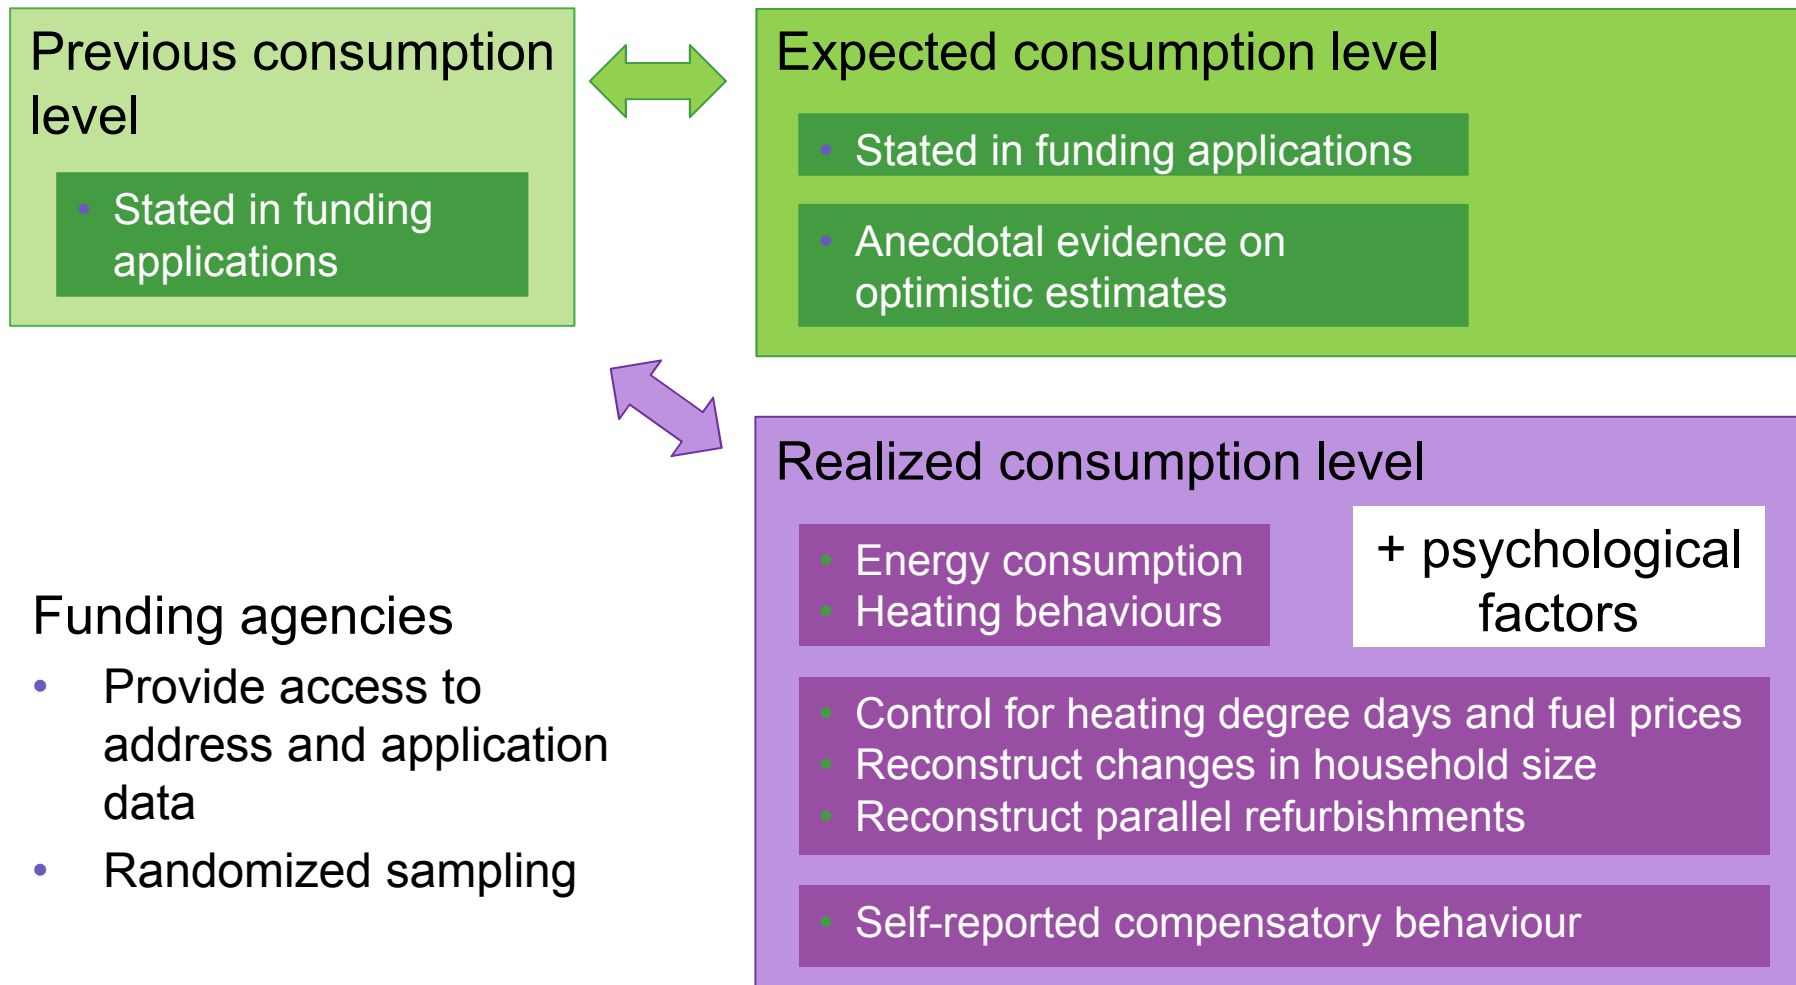 Previous consumption
level
• Stated in funding
applications
Expected consumption level
• Stated in funding applications
• Anecdotal evidence on
optimistic estimates
Realized consumption level
• Energy consumption
• Heating behaviours
+ psychological
factors
• Control for heating degree days and fuel prices
• Reconstruct changes in household size
• Reconstruct parallel refurbishments
• Self-reported compensatory behaviour
Funding agencies
• Provide access to
address and application
data
• Randomized sampling